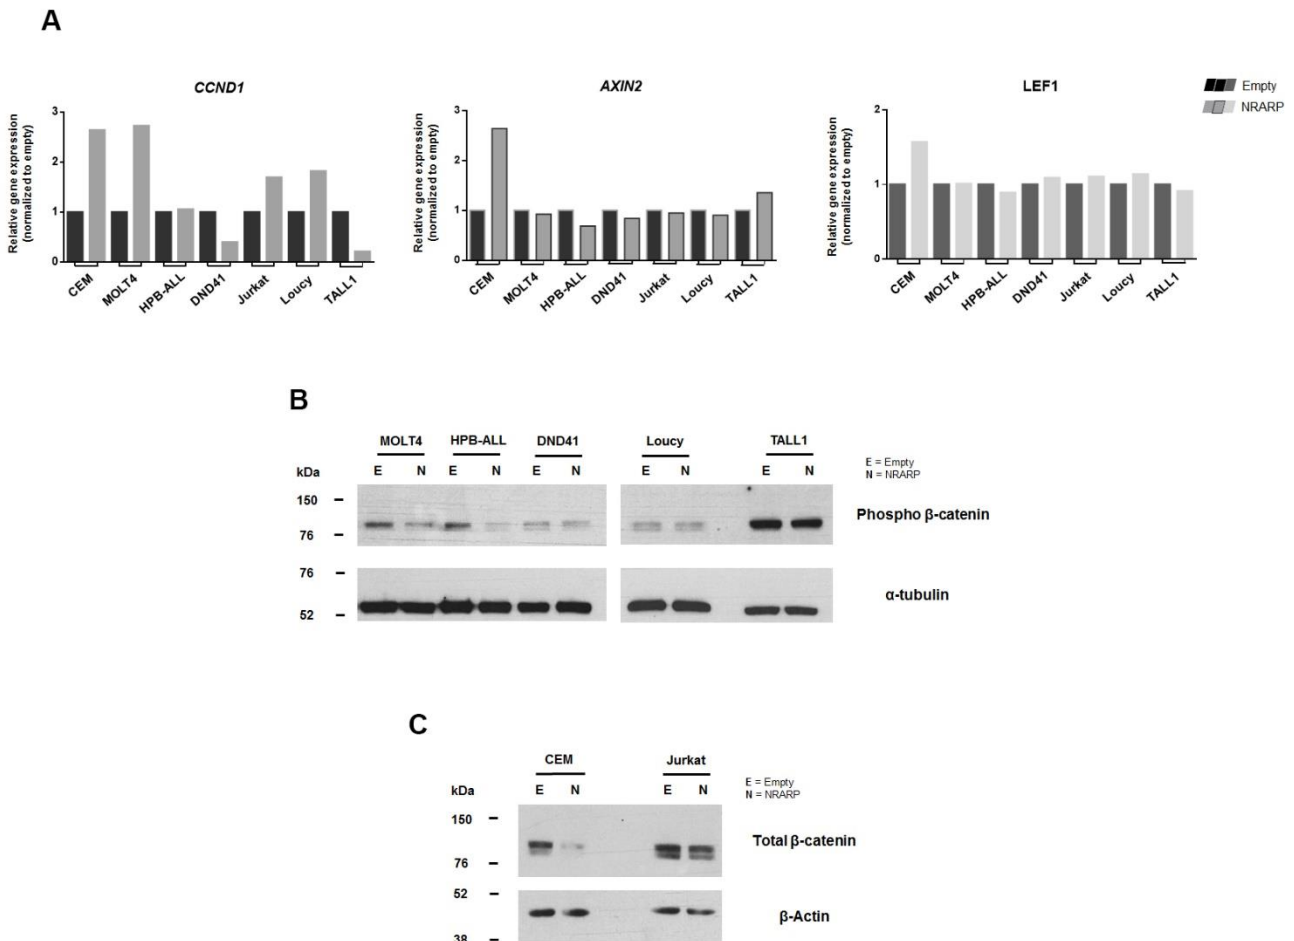 A
CCND1
Relative gene expression
(normalized to empty)
3
2
1
0
CEM
MOLT4
HPB-ALL
DND41
Jurkat
Loucy
TALL1
AXIN2
Relative gene expression
(normalized to empty)
3
2
1
0
CEM
MOLT4
HPB-ALL
DND41
Jurkat
Loucy
TALL1
LEF1
Relative gene expression
(normalized to empty)
2
1
0
CEM
MOLT4
HPB-ALL
DND41
Jurkat
Loucy
TALL1
Empty
NRARP
B
MOLT4 HPB-ALL DND41 Loucy TALL1
kDa E N E N E N E N E N
E = Empty
N = NRARP
150
76
Phospho β-catenin
76
52
α-tubulin
C
CEM Jurkat
kDa E N E N
E = Empty
N = NRARP
150
76
Total β-catenin
52
38
β-Actin